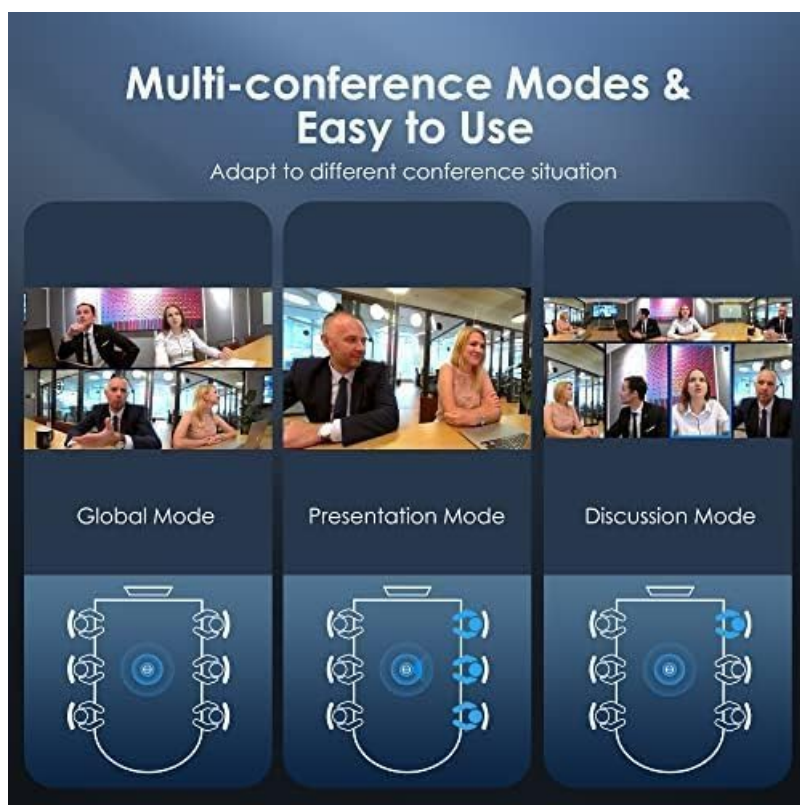 Multi-conference Modes &
Easy to Use
Adapt to different conference situation
Global Mode
Presentation Mode
Discussion Mode